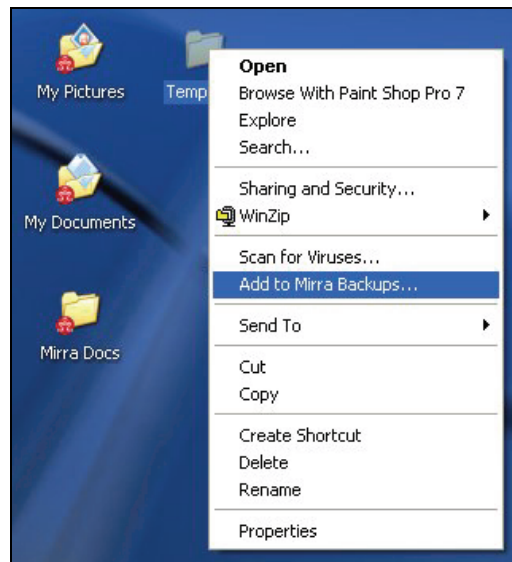 My Pictures
Temp
My Documents
Mirra Docs
Open
Browse With Paint Shop Pro 7
Explore
Search...
Sharing and Security...
WinZip
Scan for Viruses...
Add to Mirra Backups...
Send To
Cut
Copy
Create Shortcut
Delete
Rename
Properties